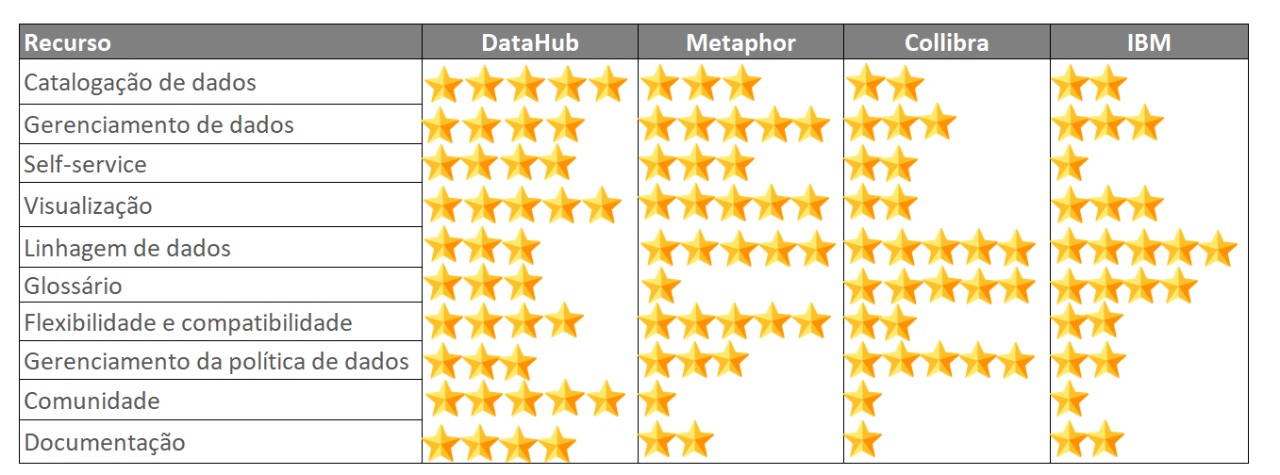 Recurso DataHub Metaphor Collibra IBM
Catalogação de dados
Gerenciamento de dados
Self-service
Visualização
Linhagem de dados
Glossário
Flexibilidade e compatibilidade
Gerenciamento da política de dados
Comunidade
Documentação